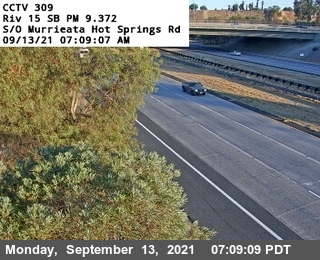 CCTV 309
Riv 15 SB PM 9.372
S/O Murrieata Hot Springs Rd
09/13/21 07:09:07 AM
Monday, September 13, 2021 07:09:09 PDT